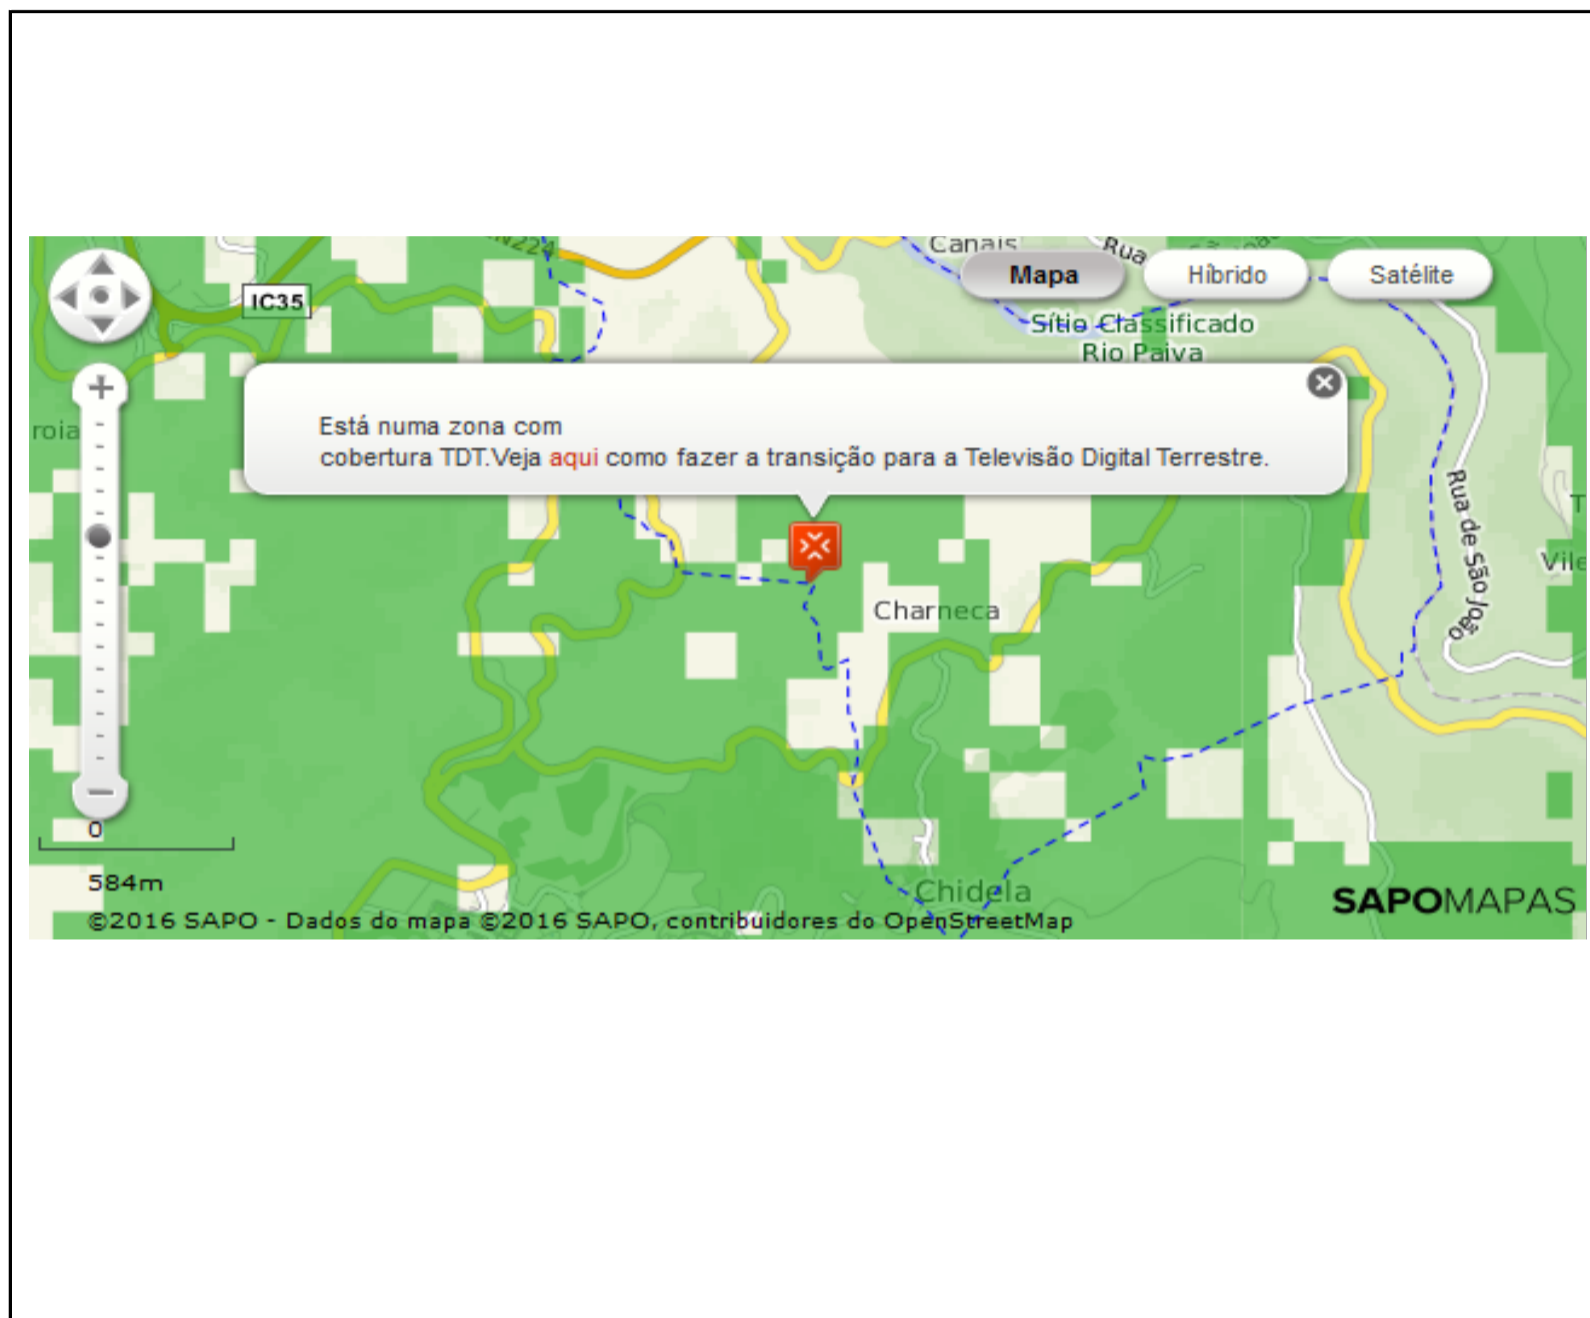 N224
Canais
Rua
Mapa
Híbrido
Satélite
IC35
Sítio Classificado
Rio Paiva
roia
Está numa zona com
cobertura TDT.Veja aqui como fazer a transição para a Televisão Digital Terrestre.
Rua de São José
T
Vile
Charneca
0
584m
Chidela
SAPOMAPAS
©2016 SAPO - Dados do mapa ©2016 SAPO, contribuidores do OpenStreetMap